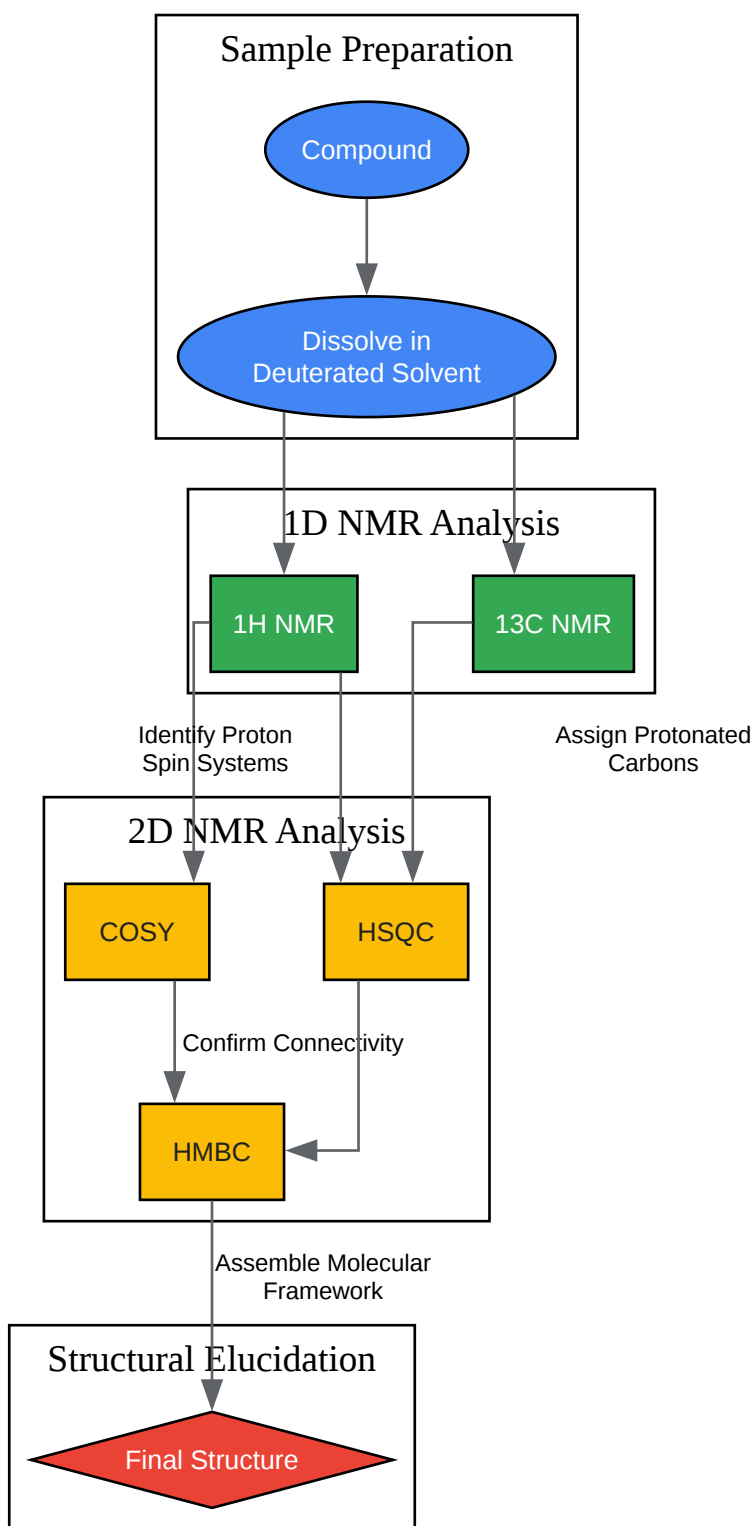 Sample Preparation
Compound
Dissolve in
Deuterated Solvent
1D NMR Analysis
1H NMR
13C NMR
Identify Proton
Spin Systems
Assign Protonated
Carbons
2D NMR Analysis
COSY
HSQC
Confirm Connectivity
HMBC
Assemble Molecular
Framework
Structural Elucidation
Final Structure